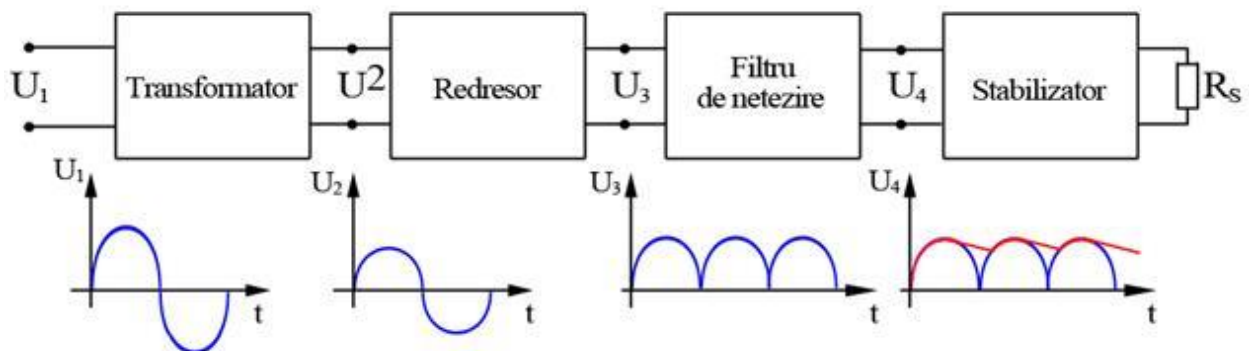 U₁
Transformator
U2
Redresor
U₃
Filtru
de netezire
U₄
Stabilizator
Rs
U₁
t
U₂
t
U₃
t
U₄
t